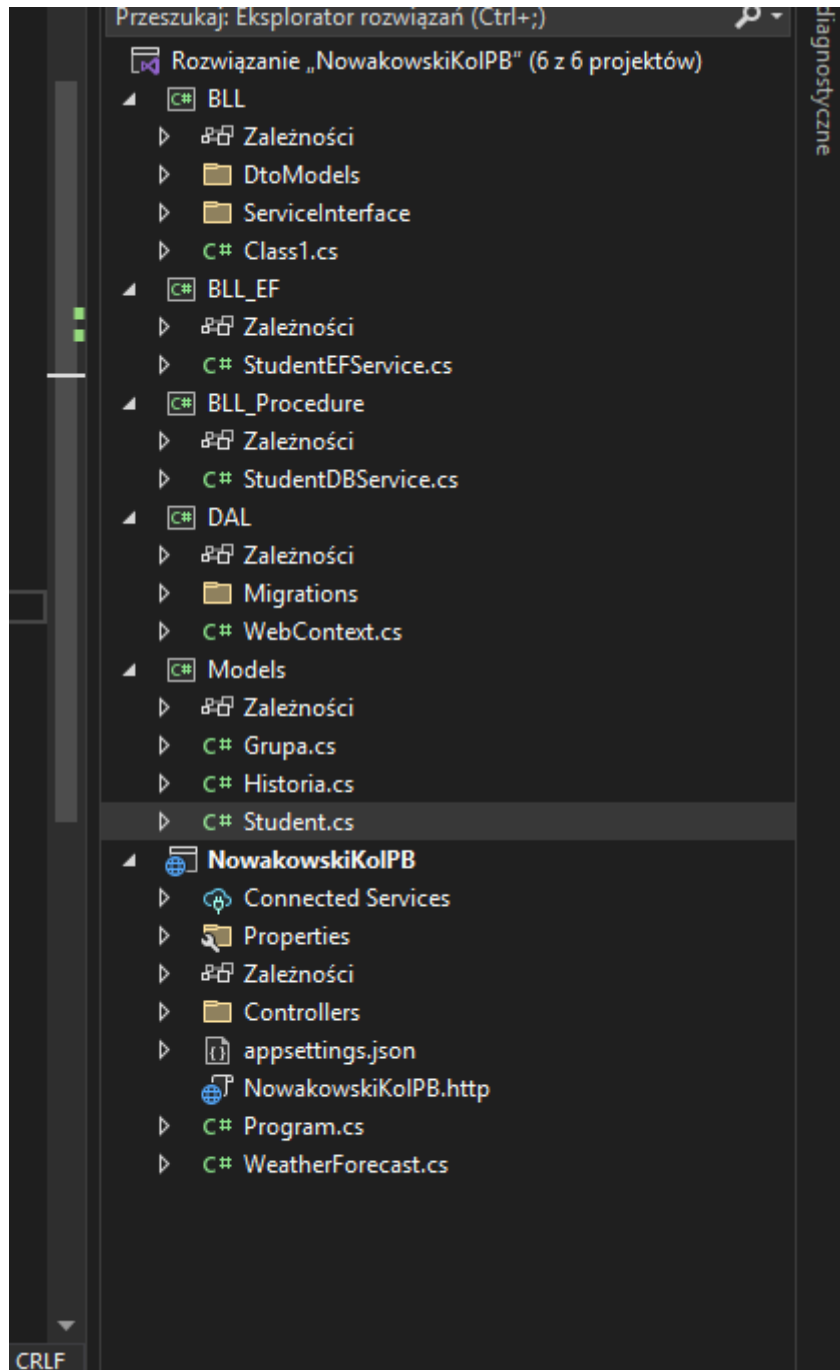 Przeszukaj: Eksplorator rozwiązań (Ctrl+;)
Rozwiązanie „NowakowskiKolPB" (6 z 6 projektów)
C# BLL
Zależności
DtoModels
ServiceInterface
C# Class1.cs
C# BLL_EF
Zależności
C# StudentEFService.cs
C# BLL_Procedure
Zależności
C# StudentDBService.cs
C# DAL
Zależności
Migrations
C# WebContext.cs
C# Models
Zależności
C# Grupa.cs
C# Historia.cs
C# Student.cs
NowakowskiKolPB
Connected Services
Properties
Zależności
Controllers
appsettings.json
NowakowskiKolPB.http
C# Program.cs
C# WeatherForecast.cs
CRLF
diagnostyczne